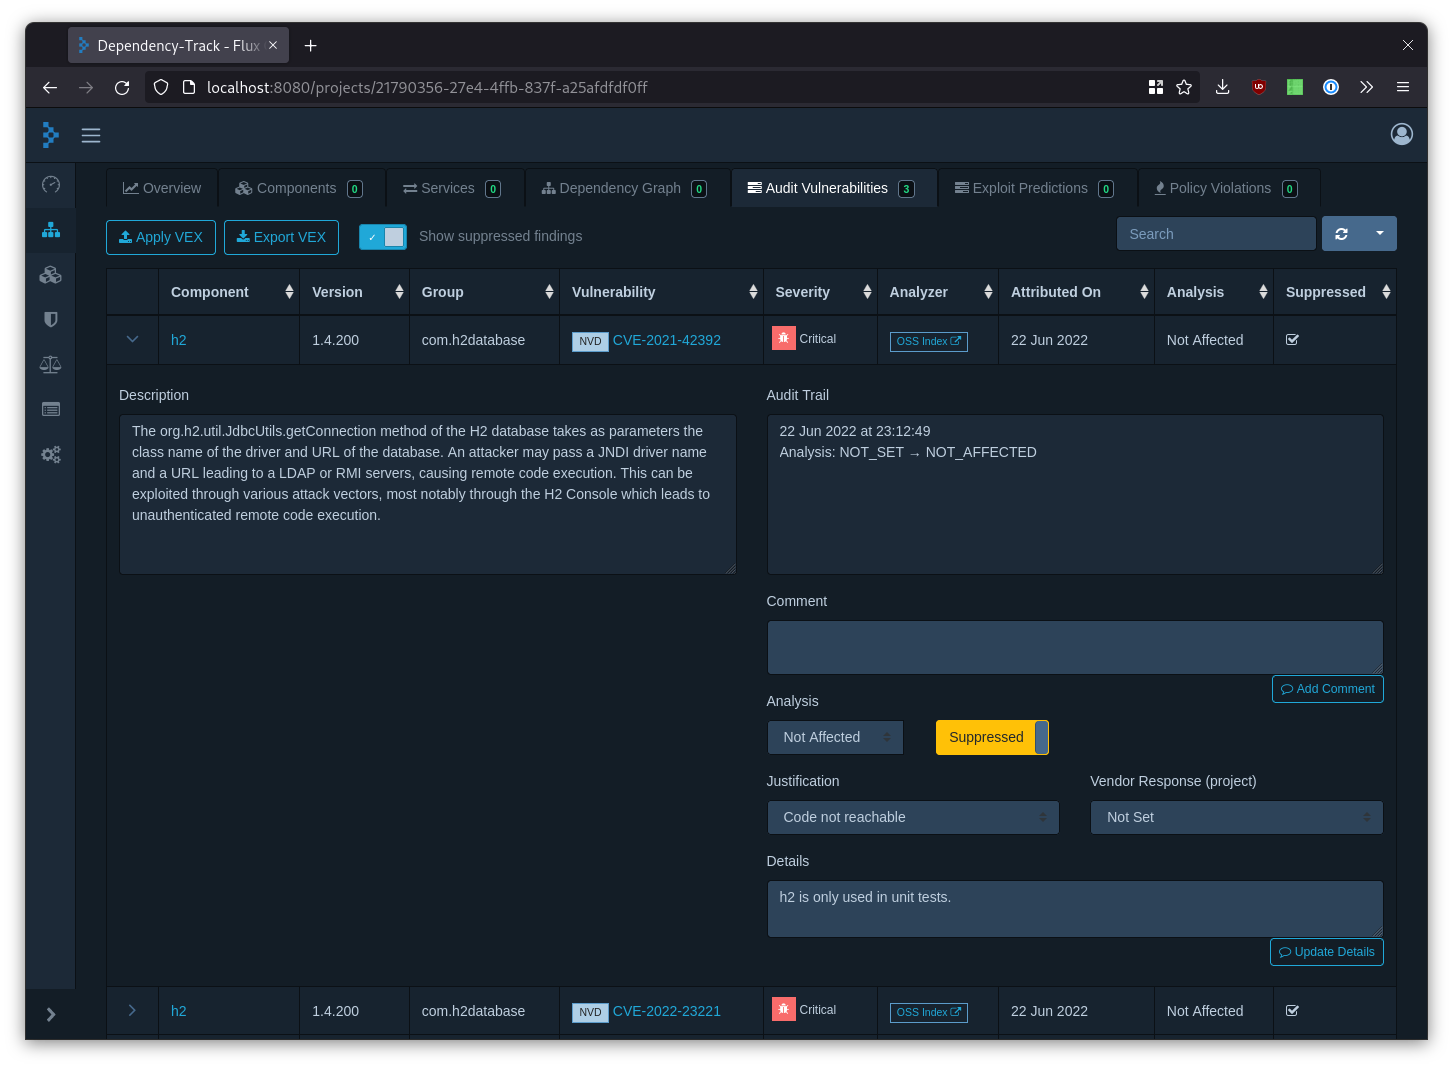 Dependency-Track - Flux
localhost:8080/projects/21790356-27e4-4ffb-837f-a25afdfdf0ff
Overview
Components 0
Services 0
Dependency Graph 0
Audit Vulnerabilities 3
Exploit Predictions 0
Policy Violations 0
Apply VEX
Export VEX
Show suppressed findings
Search
Component Version Group Vulnerability Severity Analyzer Attributed On Analysis Suppressed
h2 1.4.200 com.h2database NVD CVE-2021-42392 Critical OSS Index 22 Jun 2022 Not Affected
Description
The org.h2.util.JdbcUtils.getConnection method of the H2 database takes as parameters the
class name of the driver and URL of the database. An attacker may pass a JNDI driver name
and a URL leading to a LDAP or RMI servers, causing remote code execution. This can be
exploited through various attack vectors, most notably through the H2 Console which leads to
unauthenticated remote code execution.
Audit Trail
22 Jun 2022 at 23:12:49
Analysis: NOT_SET → NOT_AFFECTED
Comment
Add Comment
Analysis
Not Affected
Suppressed
Justification
Code not reachable
Vendor Response (project)
Not Set
Details
h2 is only used in unit tests.
Update Details
h2 1.4.200 com.h2database NVD CVE-2022-23221 Critical OSS Index 22 Jun 2022 Not Affected